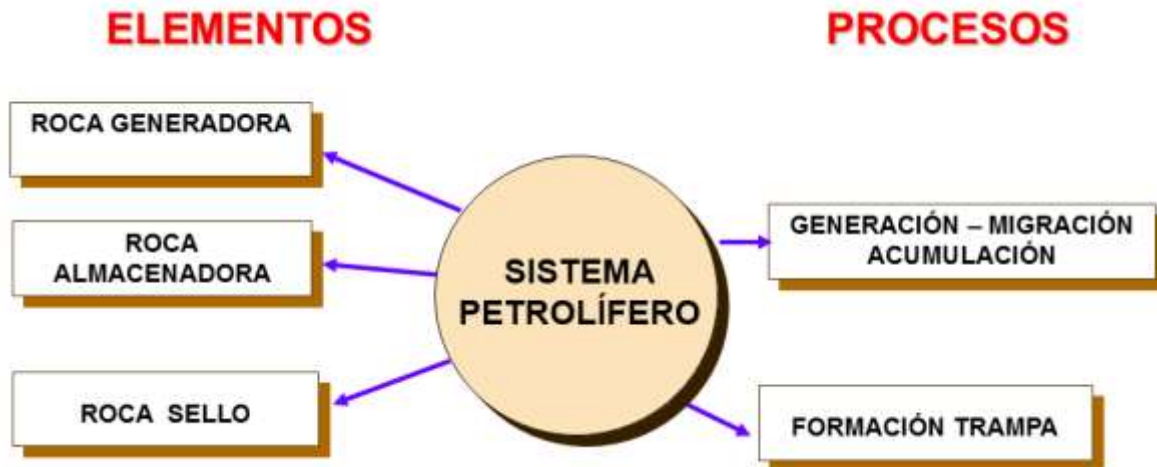 ELEMENTOS
PROCESOS
ROCA GENERADORA
ROCA
ALMACENADORA
ROCA SELLO
SISTEMA
PETROLÍFERO
GENERACIÓN – MIGRACIÓN
ACUMULACIÓN
FORMACIÓN TRAMPA